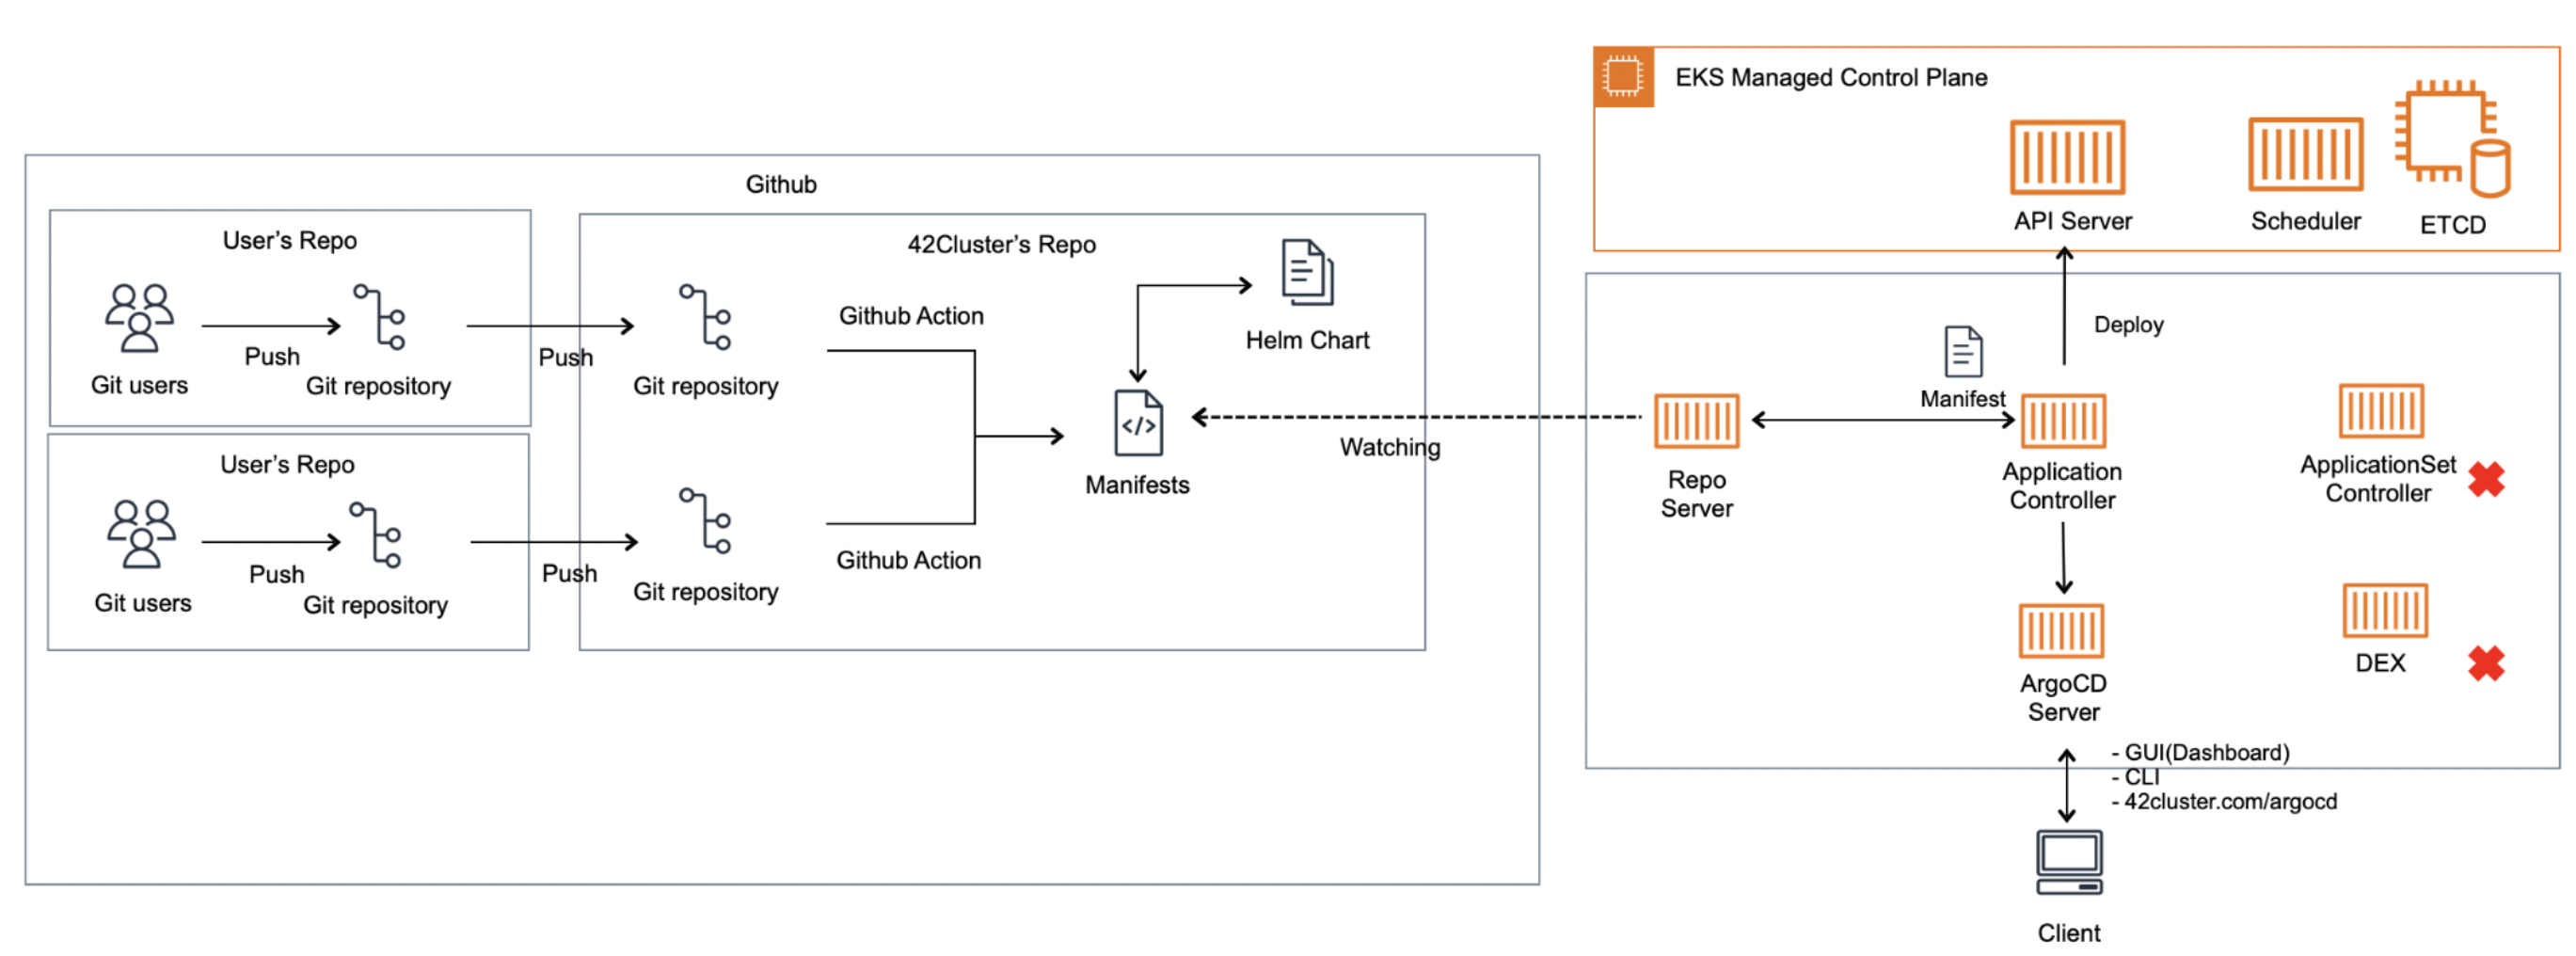 Github
User's Repo
Git users
Push
Git repository
Push
User's Repo
Git users
Push
Git repository
Push
42Cluster's Repo
Git repository
Github Action
Git repository
Github Action
Helm Chart
Manifests
Watching
EKS Managed Control Plane
API Server
Scheduler
ETCD
Deploy
Manifest
Repo
Server
Application
Controller
ApplicationSet
Controller
ArgoCD
Server
DEX
- GUI(Dashboard)
- CLI
- 42cluster.com/argocd
Client